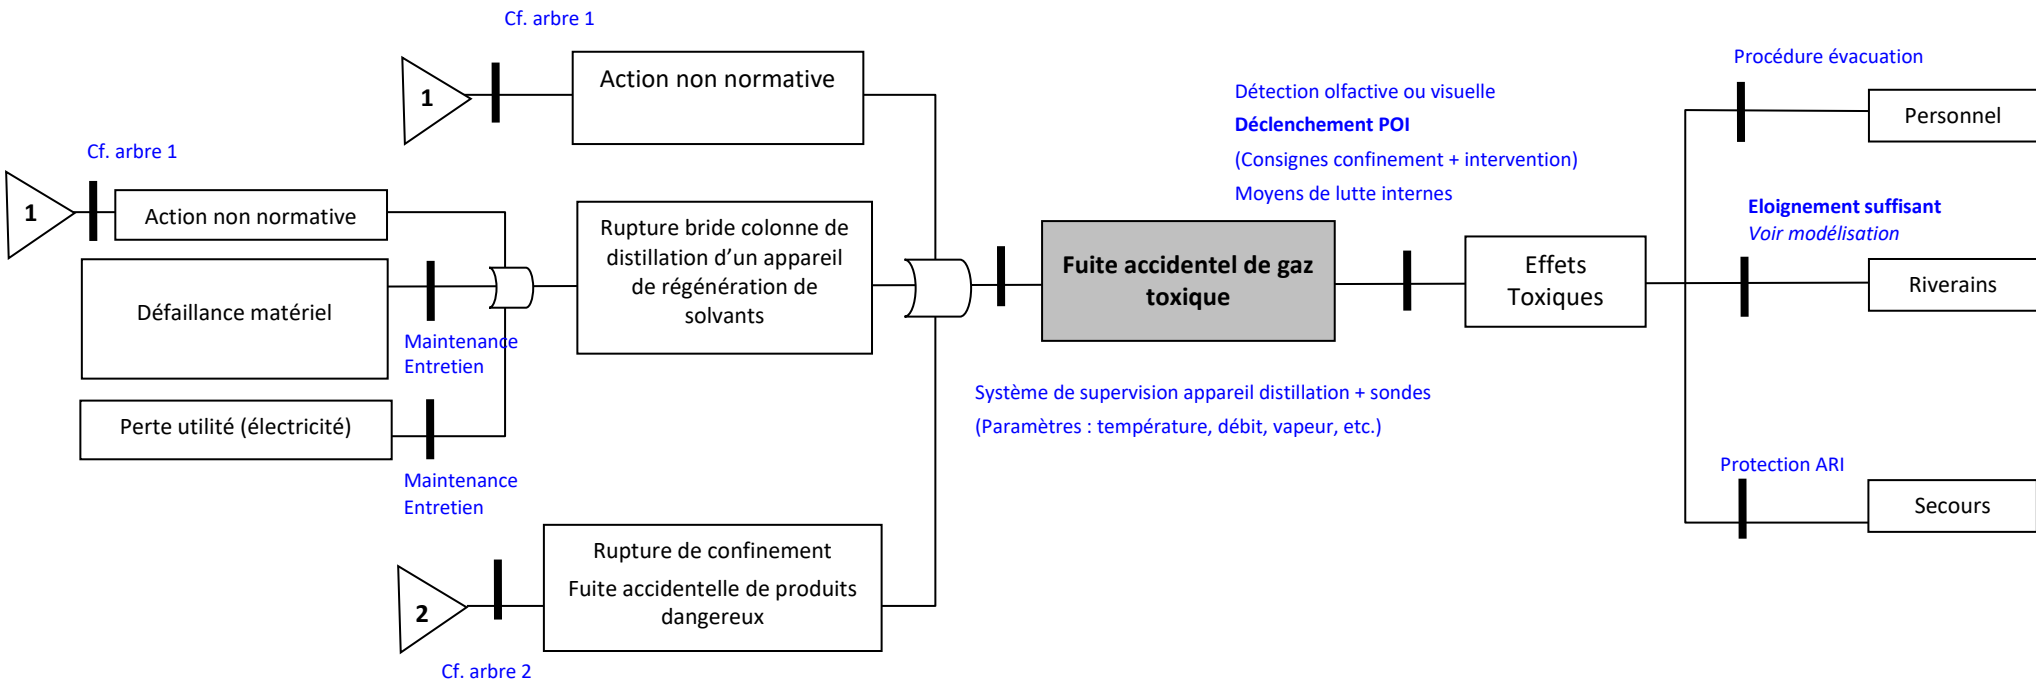 Cf. arbre 1
1
Action non normative
Cf. arbre 1
1
Action non normative
Défaillance matériel
Maintenance
Entretien
Perte utilité (électricité)
Maintenance
Entretien
Rupture bride colonne de
distillation d’un appareil
de régénération de
solvants
2
Cf. arbre 2
Rupture de confinement
Fuite accidentelle de produits
dangereux
Système de supervision appareil distillation + sondes
(Paramètres : température, débit, vapeur, etc.)
Fuite accidentel de gaz
toxique
Détection olfactive ou visuelle
Déclenchement POI
(Consignes confinement + intervention)
Moyens de lutte internes
Effets
Toxiques
Procédure évacuation
Personnel
Eloignement suffisant
Voir modélisation
Riverains
Protection ARI
Secours